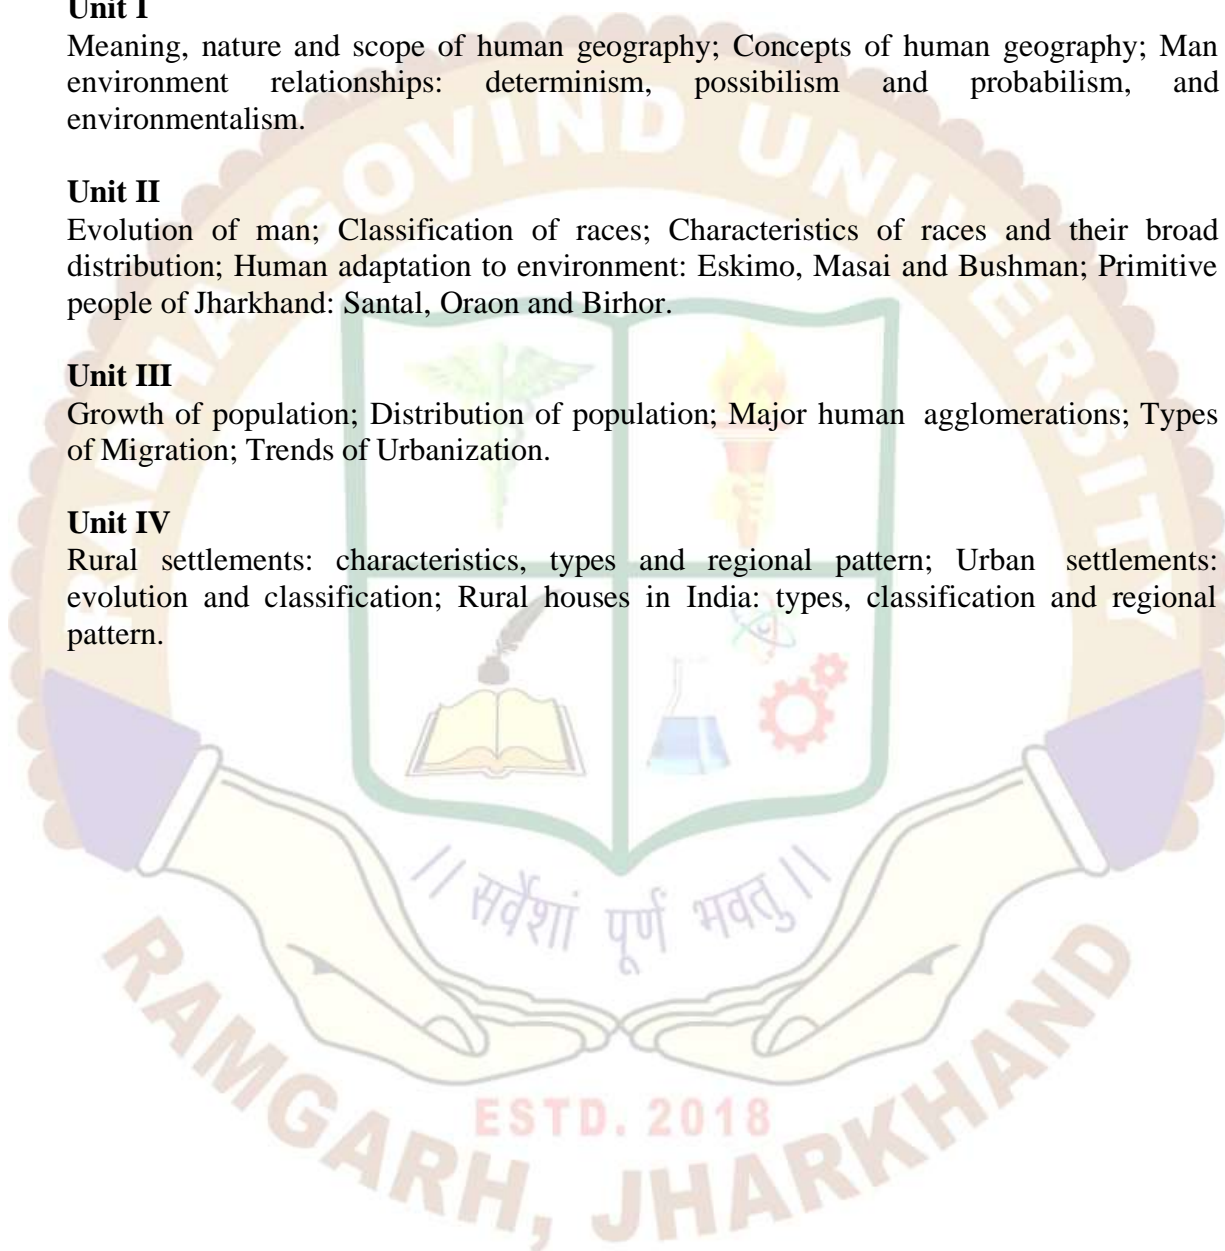 Unit I
Meaning, nature and scope of human geography; Concepts of human geography; Man
environment relationships: determinism, possibilism and probabilism, and
environmentalism.
Unit II
Evolution of man; Classification of races; Characteristics of races and their broad
distribution; Human adaptation to environment: Eskimo, Masai and Bushman; Primitive
people of Jharkhand: Santal, Oraon and Birhor.
Unit III
Growth of population; Distribution of population; Major human agglomerations; Types
of Migration; Trends of Urbanization.
Unit IV
Rural settlements: characteristics, types and regional pattern; Urban settlements:
evolution and classification; Rural houses in India: types, classification and regional
pattern.
RADHA GOVIND UNIVERSITY
|| सर्वेशां पूर्ण भवतु ||
ESTD. 2018
RAMGARH, JHARKHAND